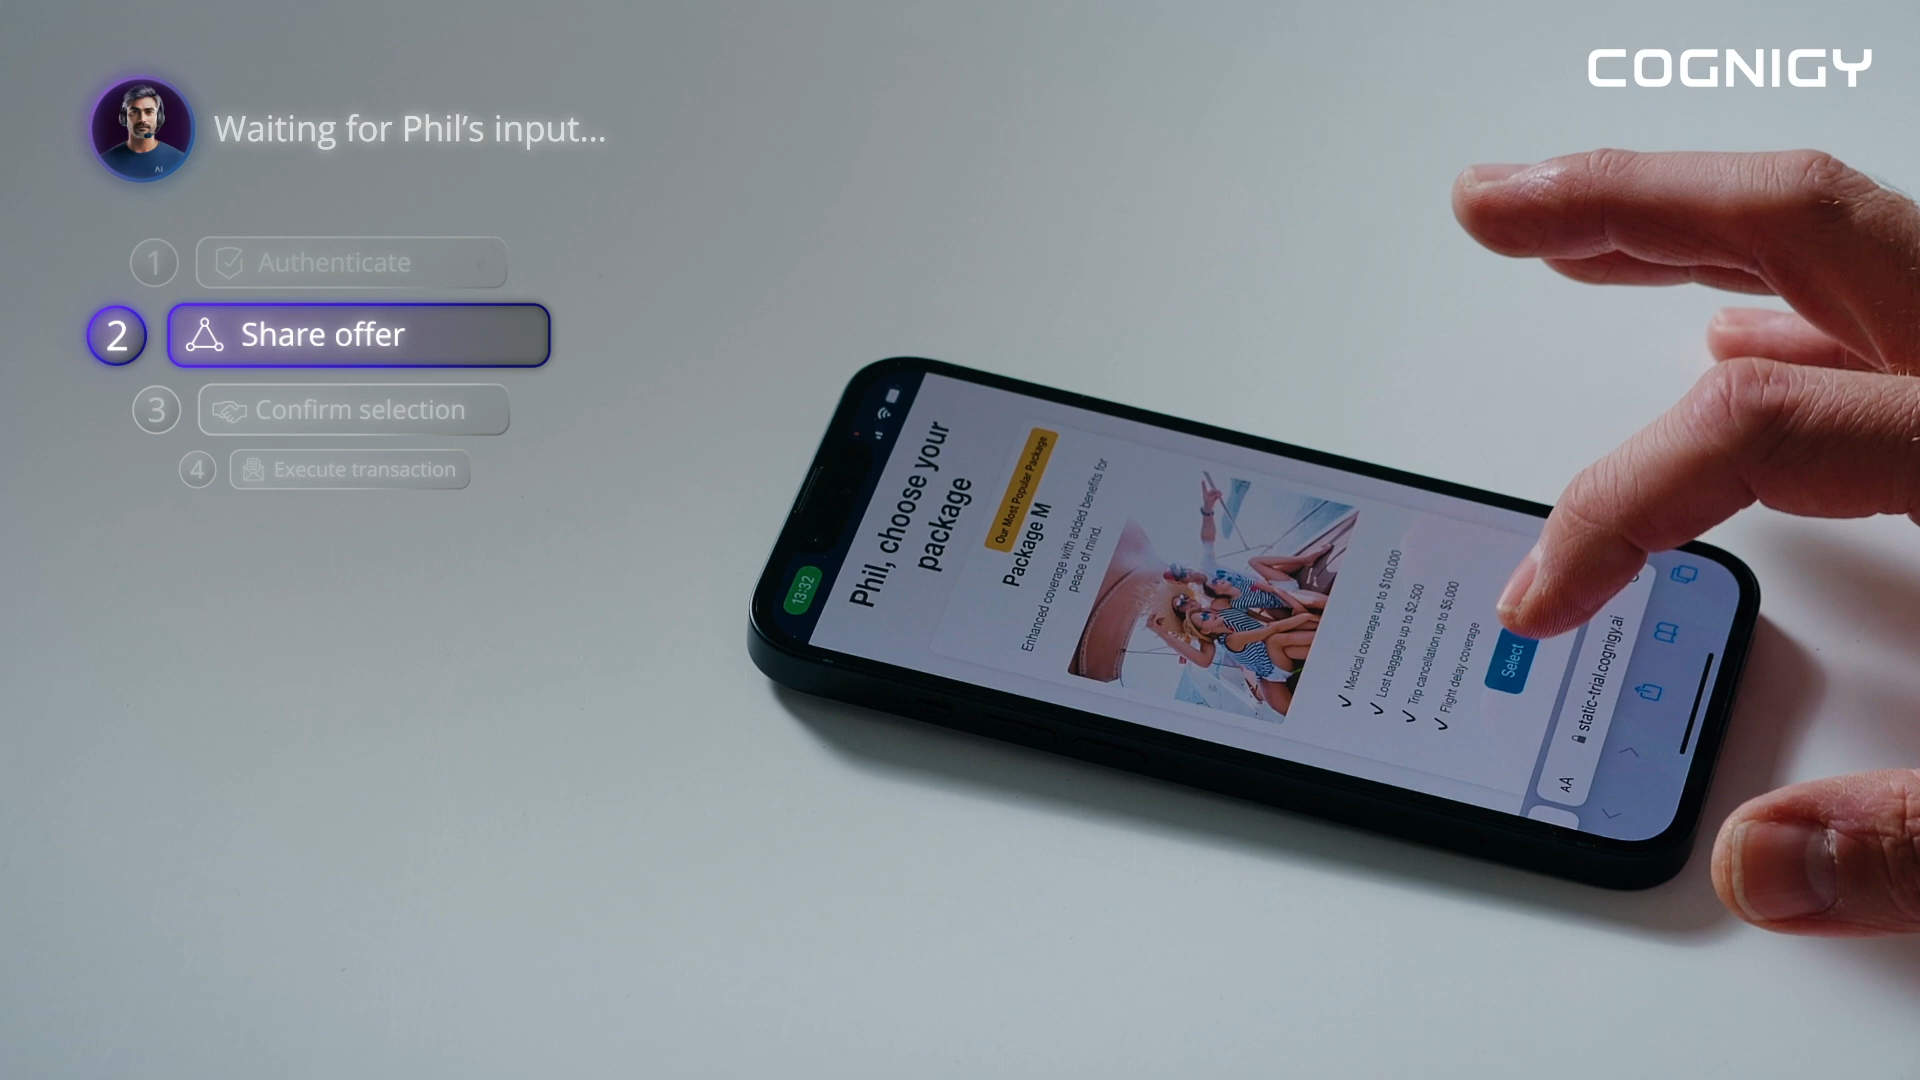 COGNIGY
Waiting for Phil’s input...
AI
1
Authenticate
2
Share offer
3
Confirm selection
4
Execute transaction
13:32
Phil, choose your
package
Our Most Popular Package
Package M
Enhanced coverage with added benefits for
peace of mind.
✓ Medical coverage up to $100,000
✓ Lost baggage up to $2,500
✓ Trip cancellation up to $5,000
✓ Flight delay coverage
Select
AA
static-trial.cognigy.ai